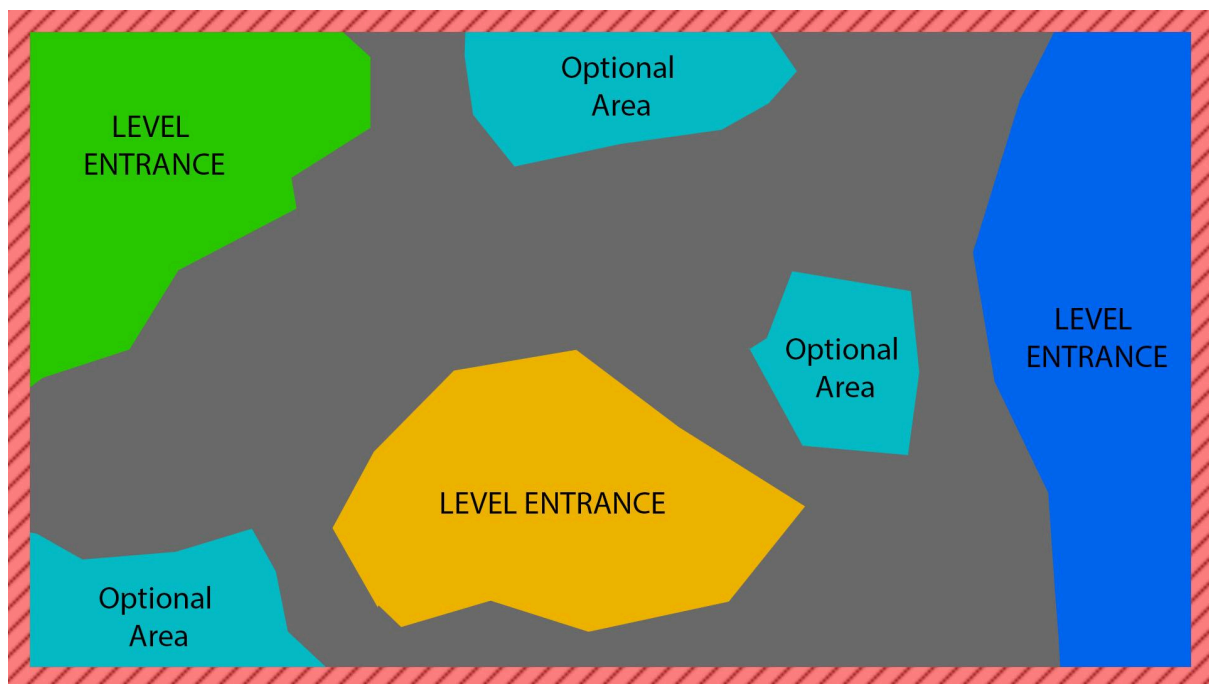 Optional
Area
LEVEL
ENTRANCE
LEVEL
ENTRANCE
Optional
Area
LEVEL ENTRANCE
Optional
Area